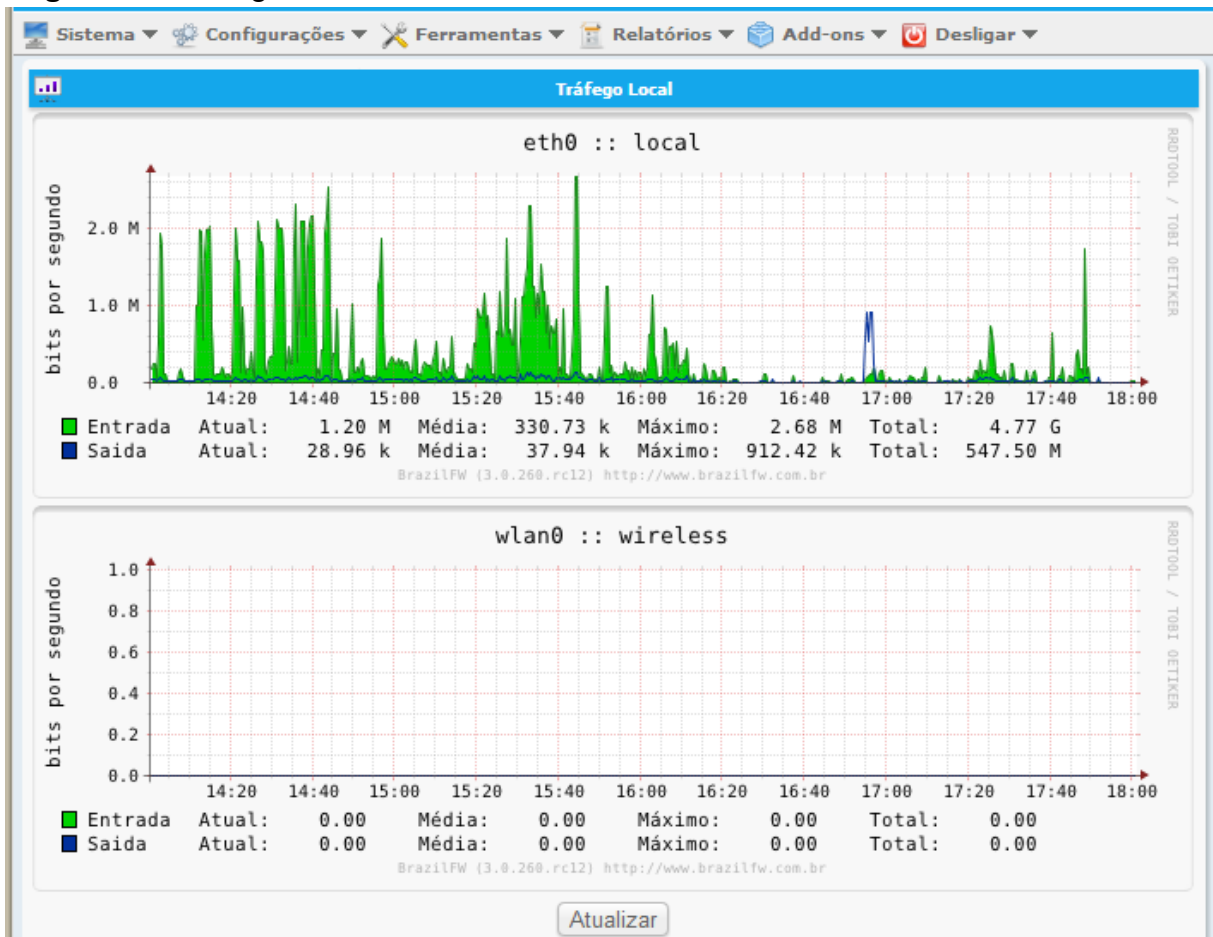 Sistema Configurações Ferramentas Relatórios Add-ons Desligar
Tráfego Local
eth0 :: local
RRDTOOL / TOBI OETIKER
bits por segundo
2.0 M
1.0 M
0.0
14:20 14:40 15:00 15:20 15:40 16:00 16:20 16:40 17:00 17:20 17:40 18:00
Entrada Atual: 1.20 M Média: 330.73 k Máximo: 2.68 M Total: 4.77 G
Saida Atual: 28.96 k Média: 37.94 k Máximo: 912.42 k Total: 547.50 M
BrazilFW (3.0.260.rc12) http://www.brazilfw.com.br
wlan0 :: wireless
RRDTOOL / TOBI OETIKER
bits por segundo
1.0
0.8
0.6
0.4
0.2
0.0
14:20 14:40 15:00 15:20 15:40 16:00 16:20 16:40 17:00 17:20 17:40 18:00
Entrada Atual: 0.00 Média: 0.00 Máximo: 0.00 Total: 0.00
Saida Atual: 0.00 Média: 0.00 Máximo: 0.00 Total: 0.00
BrazilFW (3.0.260.rc12) http://www.brazilfw.com.br
Atualizar